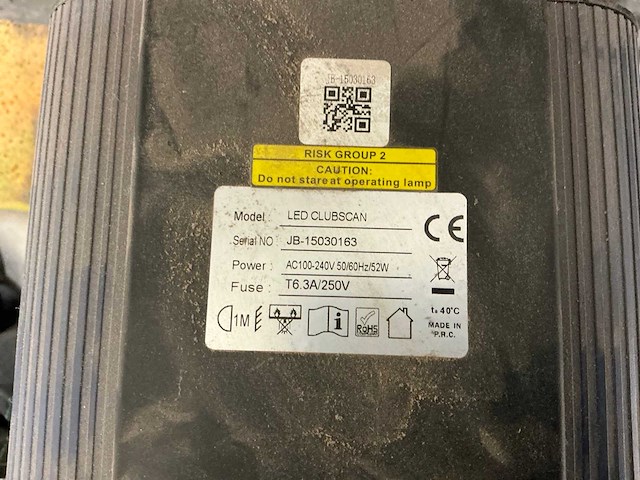 JB-15030163
RISK GROUP 2
CAUTION:
Do not stare at operating lamp
Model : LED CLUBSCAN
Serial NO : JB-15030163
Power : AC100-240V 50/60Hz/52W
Fuse : T6.3A/250V
CE
1M
i
RoHS
ta 40°C
MADE IN
P.R.C.